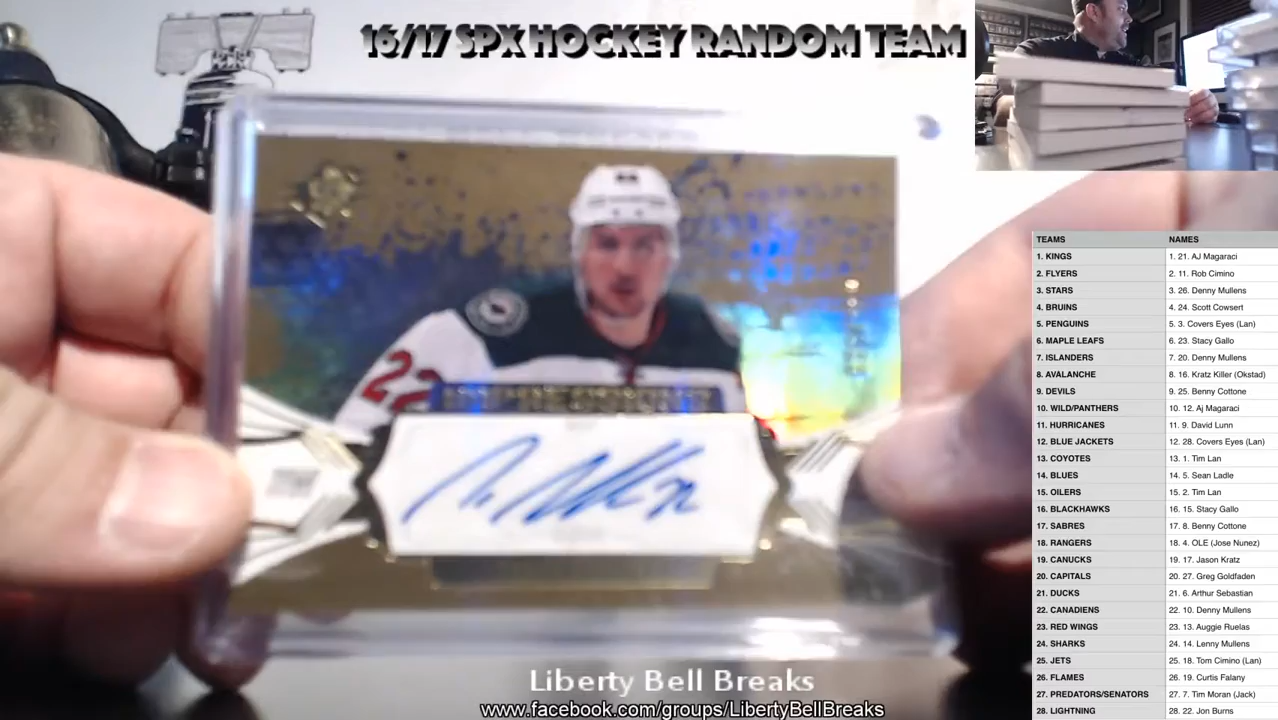 16/17 SPX HOCKEY RANDOM TEAM
22
TEAMS NAMES
1. KINGS 1. 21. AJ Magaraci
2. FLYERS 2. 11. Rob Cimino
3. STARS 3. 26. Denny Mullens
4. BRUINS 4. 24. Scott Cowsert
5. PENGUINS 5. 3. Covers Eyes (Lan)
6. MAPLE LEAFS 6. 23. Stacy Gallo
7. ISLANDERS 7. 20. Denny Mullens
8. AVALANCHE 8. 16. Kratz Killer (Okstad)
9. DEVILS 9. 25. Benny Cottone
10. WILD/PANTHERS 10. 12. Aj Magaraci
11. HURRICANES 11. 9. David Lunn
12. BLUE JACKETS 12. 28. Covers Eyes (Lan)
13. COYOTES 13. 1. Tim Lan
14. BLUES 14. 5. Sean Ladle
15. OILERS 15. 2. Tim Lan
16. BLACKHAWKS 16. 15. Stacy Gallo
17. SABRES 17. 8. Benny Cottone
18. RANGERS 18. 4. OLE (Jose Nunez)
19. CANUCKS 19. 17. Jason Kratz
20. CAPITALS 20. 27. Greg Goldfaden
21. DUCKS 21. 6. Arthur Sebastian
22. CANADIENS 22. 10. Denny Mullens
23. RED WINGS 23. 13. Auggie Ruelas
24. SHARKS 24. 14. Lenny Mullens
25. JETS 25. 18. Tom Cimino (Lan)
26. FLAMES 26. 19. Curtis Falany
27. PREDATORS/SENATORS 27. 7. Tim Moran (Jack)
28. LIGHTNING 28. 22. Jon Burns
Liberty Bell Breaks
www.facebook.com/groups/LibertyBellBreaks